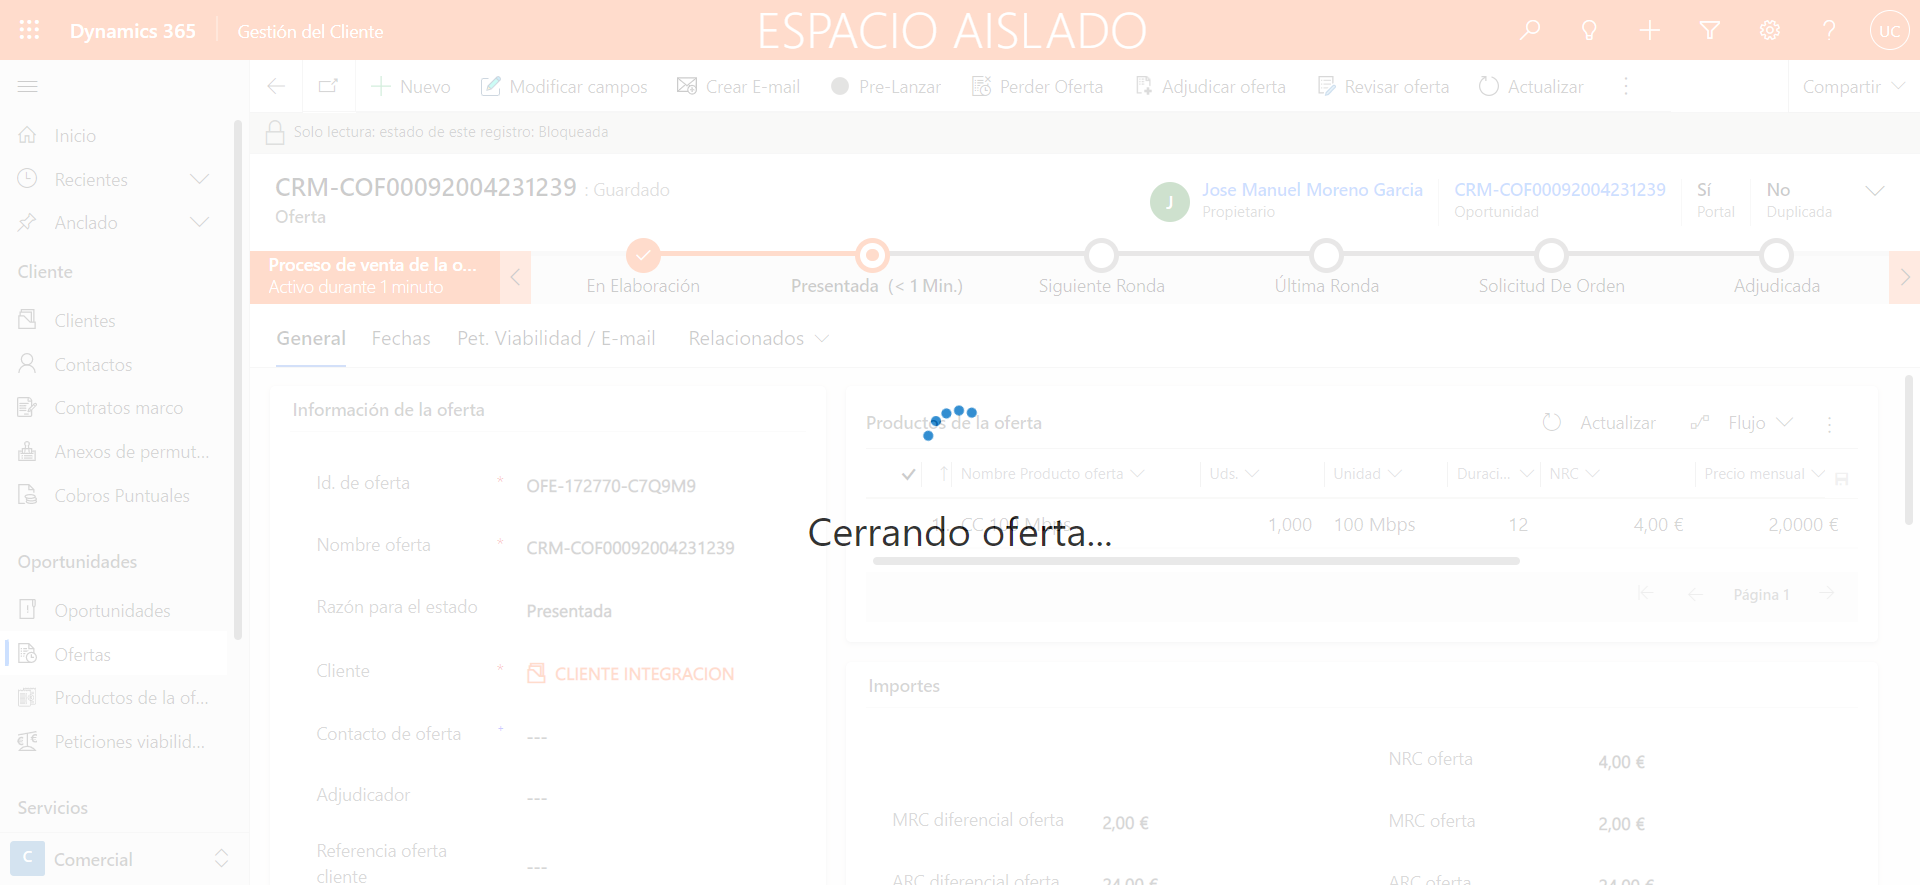 Dynamics 365
Gestión del Cliente
ESPACIO AISLADO
UC
Nuevo
Modificar campos
Crear E-mail
Pre-Lanzar
Perder Oferta
Adjudicar oferta
Revisar oferta
Actualizar
Compartir
Solo lectura: estado de este registro: Bloqueada
Inicio
Recientes
Anclado
Cliente
Clientes
Contactos
Contratos marco
Anexos de permut...
Cobros Puntuales
Oportunidades
Oportunidades
Ofertas
Productos de la of...
Peticiones viabilid...
Servicios
C
Comercial
CRM-COF00092004231239 : Guardado
Oferta
J
Jose Manuel Moreno Garcia
Propietario
CRM-COF00092004231239
Oportunidad
Sí
Portal
No
Duplicada
Proceso de venta de la o...
Activo durante 1 minuto
En Elaboración
Presentada (< 1 Min.)
Siguiente Ronda
Última Ronda
Solicitud De Orden
Adjudicada
General
Fechas
Pet. Viabilidad / E-mail
Relacionados
Información de la oferta
Id. de oferta * OFE-172770-C7Q9M9
Nombre oferta * CRM-COF00092004231239
Razón para el estado Presentada
Cliente * CLIENTE INTEGRACION
Contacto de oferta + ---
Adjudicador ---
Referencia oferta
cliente ---
Productos de la oferta
Actualizar
Flujo
Nombre Producto oferta
Uds.
Unidad
Duraci...
NRC
Precio mensual
1 CC 100 Mbps 1,000 100 Mbps 12 4,00 € 2,0000 €
Cerrando oferta...
Página 1
Importes
NRC oferta 4,00 €
MRC diferencial oferta 2,00 €
MRC oferta 2,00 €
ARC diferencial oferta 24,00 €
ARC oferta 24,00 €